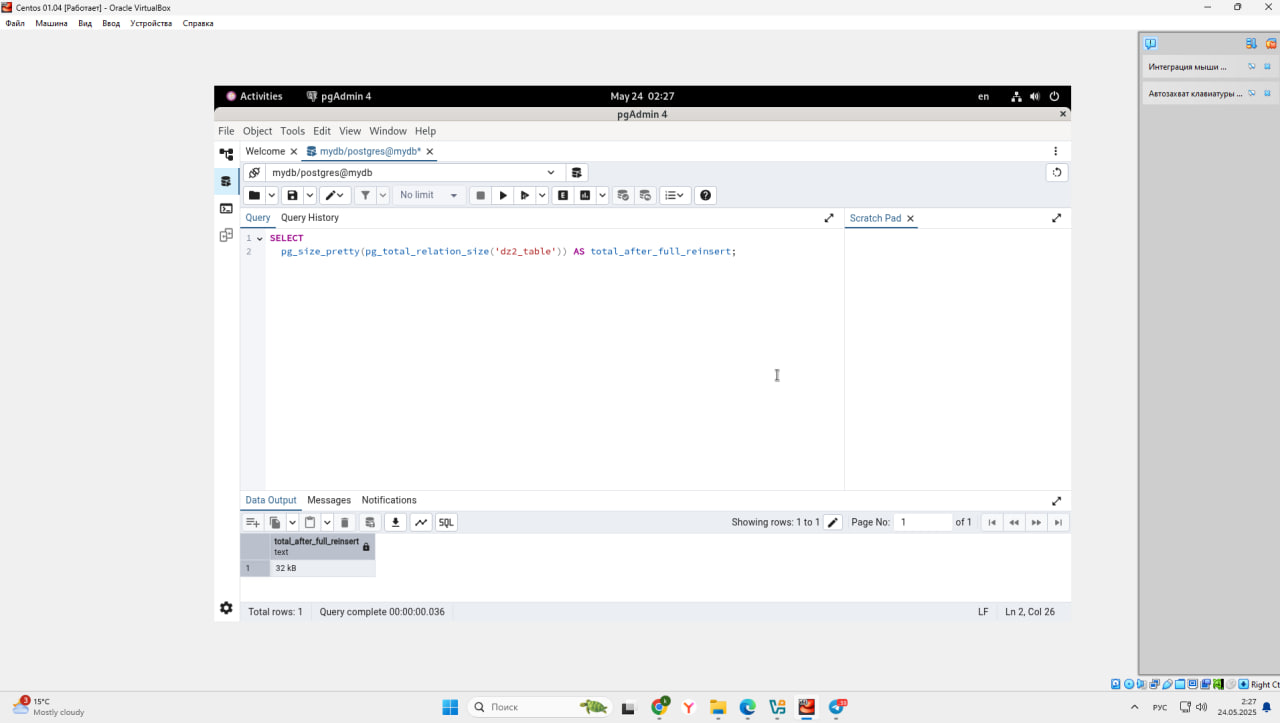 Centos 01.04 [Работает] - Oracle VirtualBox
Файл Машина Вид Ввод Устройства Справка
Интеграция мыши ...
Автозахват клавиатуры ...
Activities pgAdmin 4 May 24 02:27 en
pgAdmin 4
File Object Tools Edit View Window Help
Welcome mydb/postgres@mydb*
mydb/postgres@mydb
No limit
Query Query History Scratch Pad
1 SELECT
2 pg_size_pretty(pg_total_relation_size('dz2_table')) AS total_after_full_reinsert;
Data Output Messages Notifications
SQL Showing rows: 1 to 1 Page No: 1 of 1
total_after_full_reinsert
text
1 32 kB
Total rows: 1 Query complete 00:00:00.036 LF Ln 2, Col 26
Right Ct
3 15°C
Mostly cloudy
Поиск
РУС
2:27
24.05.2025